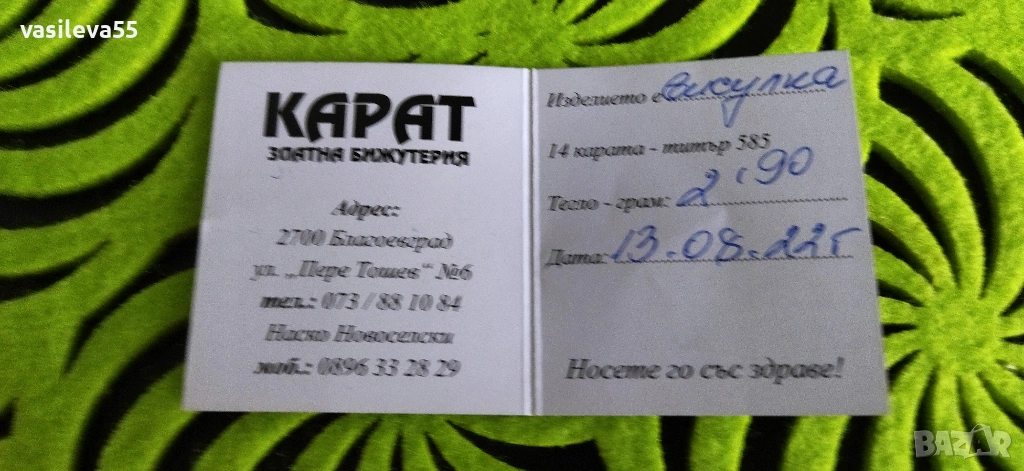 vasileva55
КАРАТ
ЗЛАТНА БИЖУТЕРИЯ
Адрес:
2700 Благоевград
ул. „Пере Тошев“ №6
тел.: 073 / 88 10 84
Наско Новоселски
моб.: 0896 33 28 29
Изделието е висулка
14 карата - титър 585
Тегло - грам: 2'90
Дата: 13.08.22г
Носете го със здраве!
BAZAR